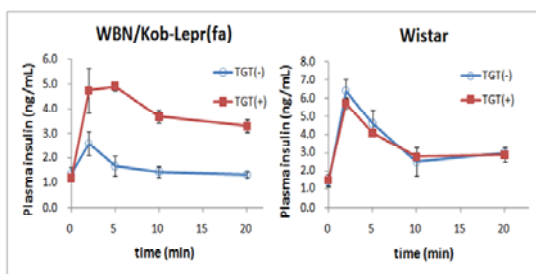 WBN/Kob-Lepr(fa)
Plasma insulin (ng/mL)
6.0
5.0
4.0
3.0
2.0
1.0
0.0
TGT(-)
TGT(+)
0
5
10
15
20
time (min)
Wistar
Plasma insulin (ng/mL)
8.0
7.0
6.0
5.0
4.0
3.0
2.0
1.0
0.0
TGT(-)
TGT(+)
0
5
10
15
20
time (min)